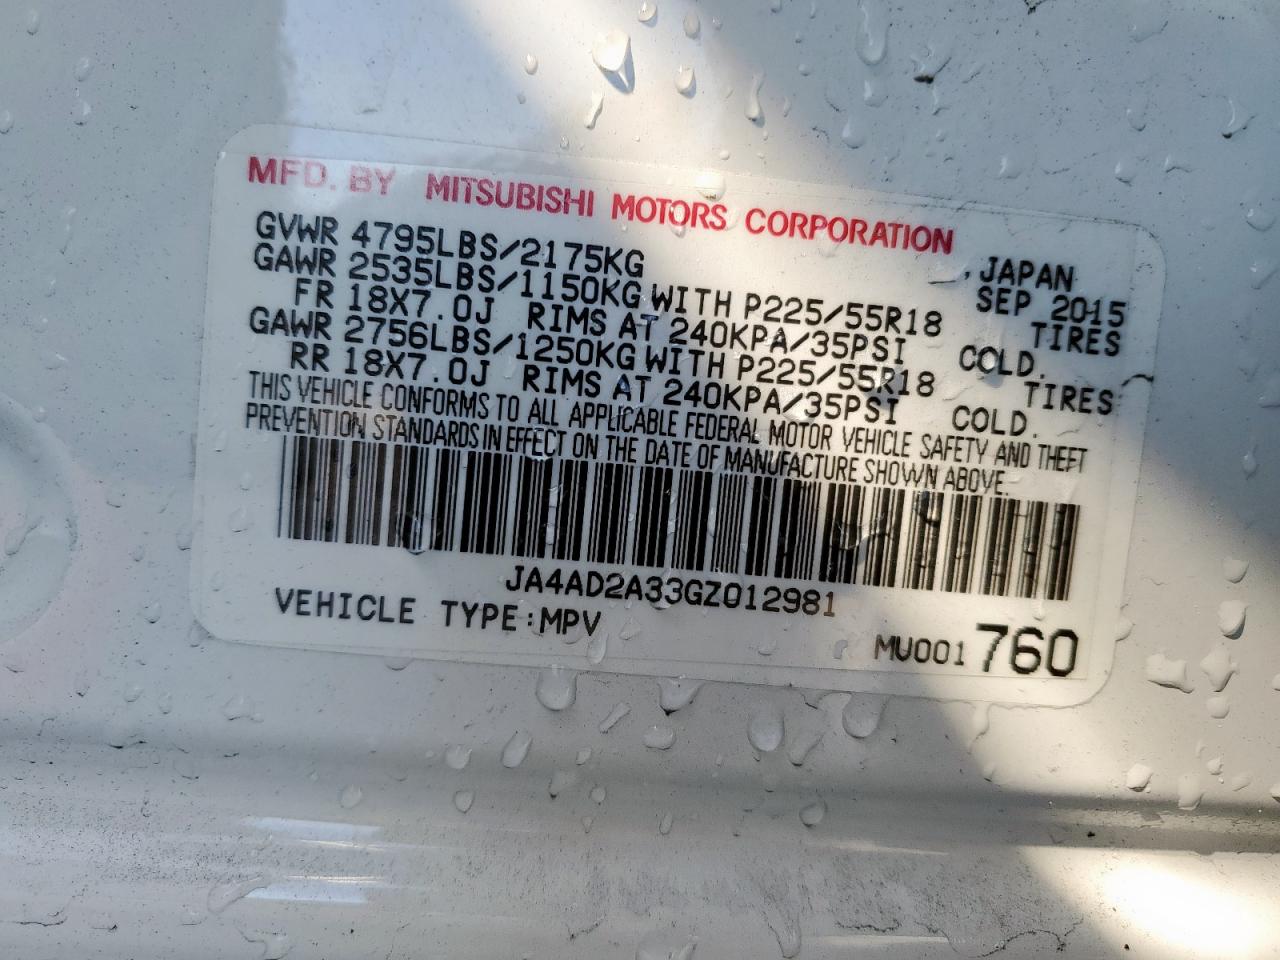 MFD. BY MITSUBISHI MOTORS CORPORATION
, JAPAN
GVWR 4795LBS/2175KG SEP 2015
GAWR 2535LBS/1150KG WITH P225/55R18 TIRES
FR 18X7.0J RIMS AT 240KPA/35PSI COLD.
GAWR 2756LBS/1250KG WITH P225/55R18 TIRES
RR 18X7.0J RIMS AT 240KPA/35PSI COLD.
THIS VEHICLE CONFORMS TO ALL APPLICABLE FEDERAL MOTOR VEHICLE SAFETY AND THEFT
PREVENTION STANDARDS IN EFFECT ON THE DATE OF MANUFACTURE SHOWN ABOVE.
JA4AD2A33GZ012981
VEHICLE TYPE:MPV
MU001 760